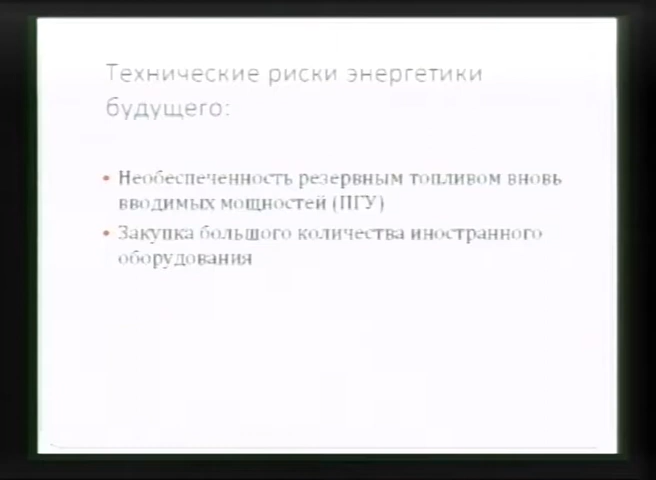 Технические риски энергетики
будущего:
• Необеспеченность резервным топливом вновь
вводимых мощностей (ПГУ)
• Закупка большого количества иностранного
оборудования